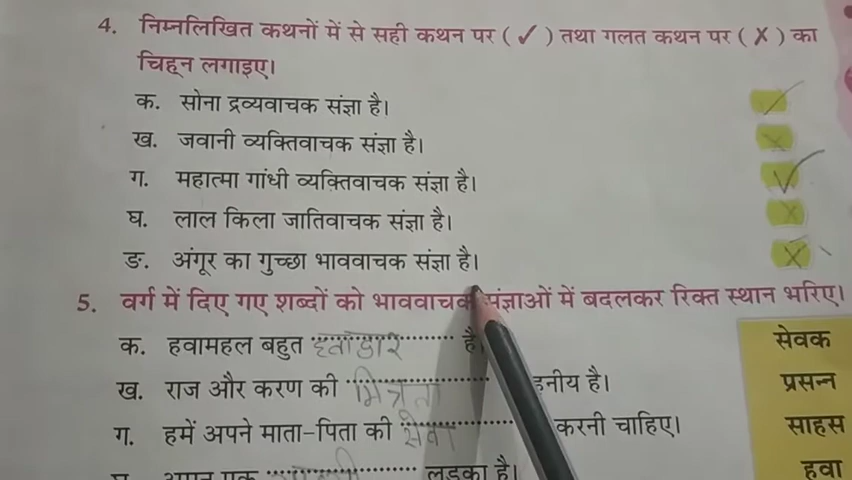 4. निम्नलिखित कथनों में से सही कथन पर ( ✓ ) तथा गलत कथन पर ( ✗ ) का
चिह्न लगाइए।
क. सोना द्रव्यवाचक संज्ञा है। ✓
ख. जवानी व्यक्तिवाचक संज्ञा है। ✗
ग. महात्मा गांधी व्यक्तिवाचक संज्ञा है। ✓
घ. लाल किला जातिवाचक संज्ञा है। ✗
ङ. अंगूर का गुच्छा भाववाचक संज्ञा है। ✗
5. वर्ग में दिए गए शब्दों को भाववाचक संज्ञाओं में बदलकर रिक्त स्थान भरिए।
क. हवामहल बहुत हवादार है।
सेवक
ख. राज और करण की मित्रता नीय है।
प्रसन्न
ग. हमें अपने माता-पिता की सेवा करनी चाहिए।
साहस
लड़का है।
हवा